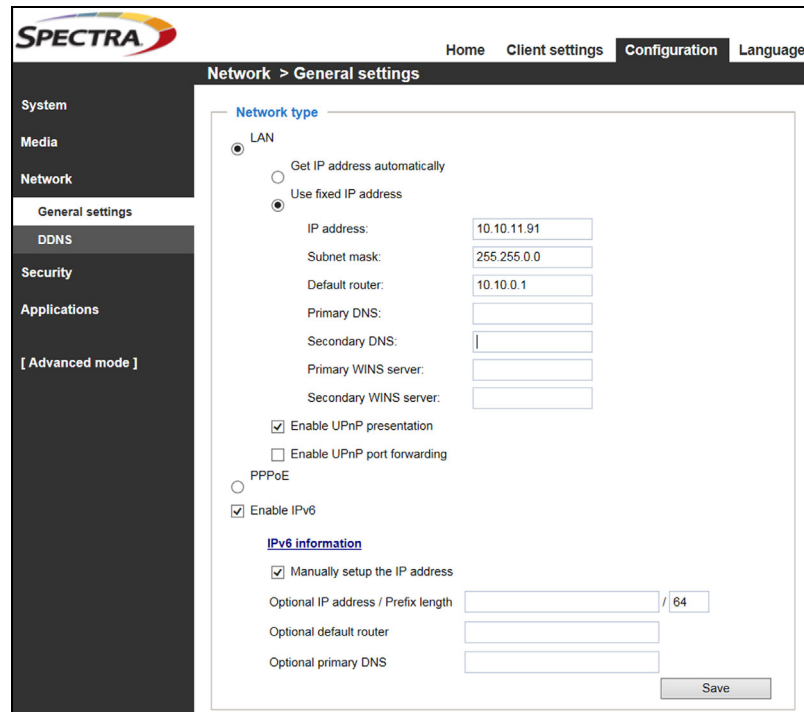 SPECTRA
Home Client settings Configuration Language
Network > General settings
System
Media
Network
General settings
DDNS
Security
Applications
[ Advanced mode ]
Network type
LAN
Get IP address automatically
Use fixed IP address
IP address: 10.10.11.91
Subnet mask: 255.255.0.0
Default router: 10.10.0.1
Primary DNS:
Secondary DNS:
Primary WINS server:
Secondary WINS server:
Enable UPnP presentation
Enable UPnP port forwarding
PPPoE
Enable IPv6
IPv6 information
Manually setup the IP address
Optional IP address / Prefix length / 64
Optional default router
Optional primary DNS
Save